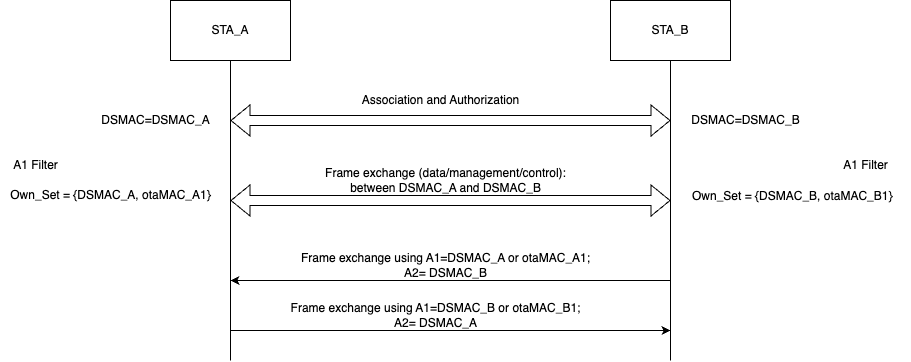 STA_A
STA_B
Association and Authorization
DSMAC=DSMAC_A
DSMAC=DSMAC_B
A1 Filter
A1 Filter
Frame exchange (data/management/control):
between DSMAC_A and DSMAC_B
Own_Set = {DSMAC_A, otaMAC_A1}
Own_Set = {DSMAC_B, otaMAC_B1}
Frame exchange using A1=DSMAC_A or otaMAC_A1;
A2= DSMAC_B
Frame exchange using A1=DSMAC_B or otaMAC_B1;
A2= DSMAC_A